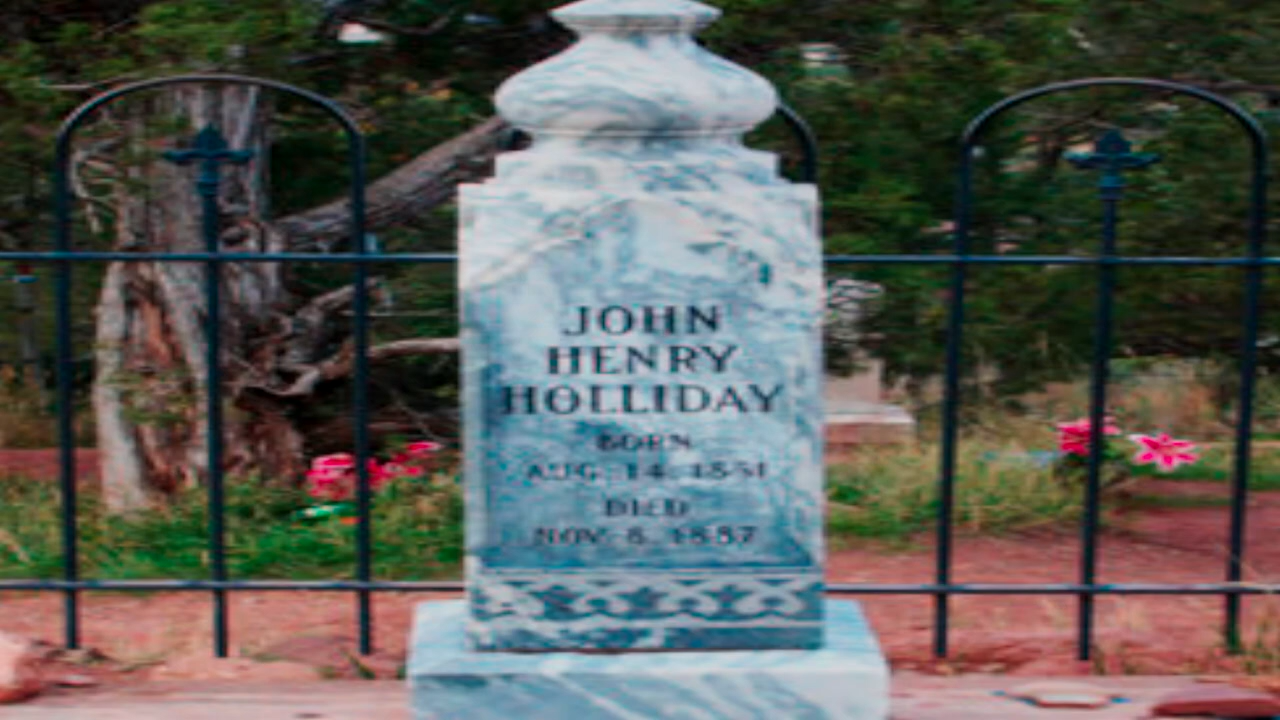 JOHN
HENRY
HOLLIDAY
BORN
AUG. 14. 1851
DIED
NOV. 8. 1887